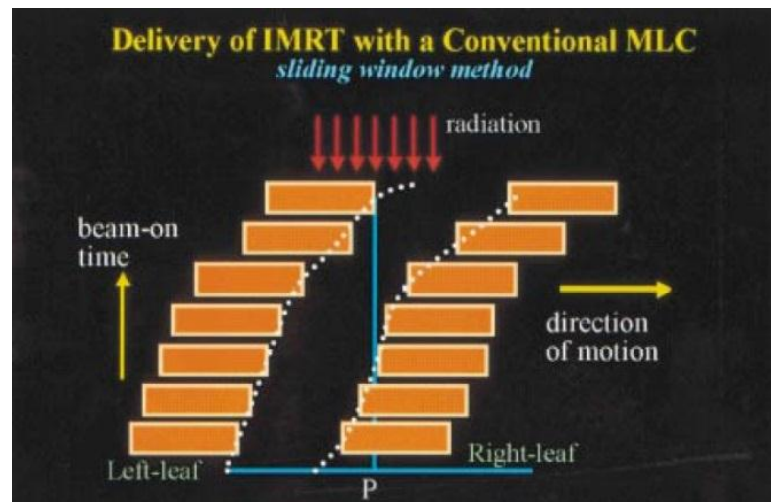 Delivery of IMRT with a Conventional MLC
sliding window method
radiation
beam-on
time
direction
of motion
Left-leaf
Right-leaf
P